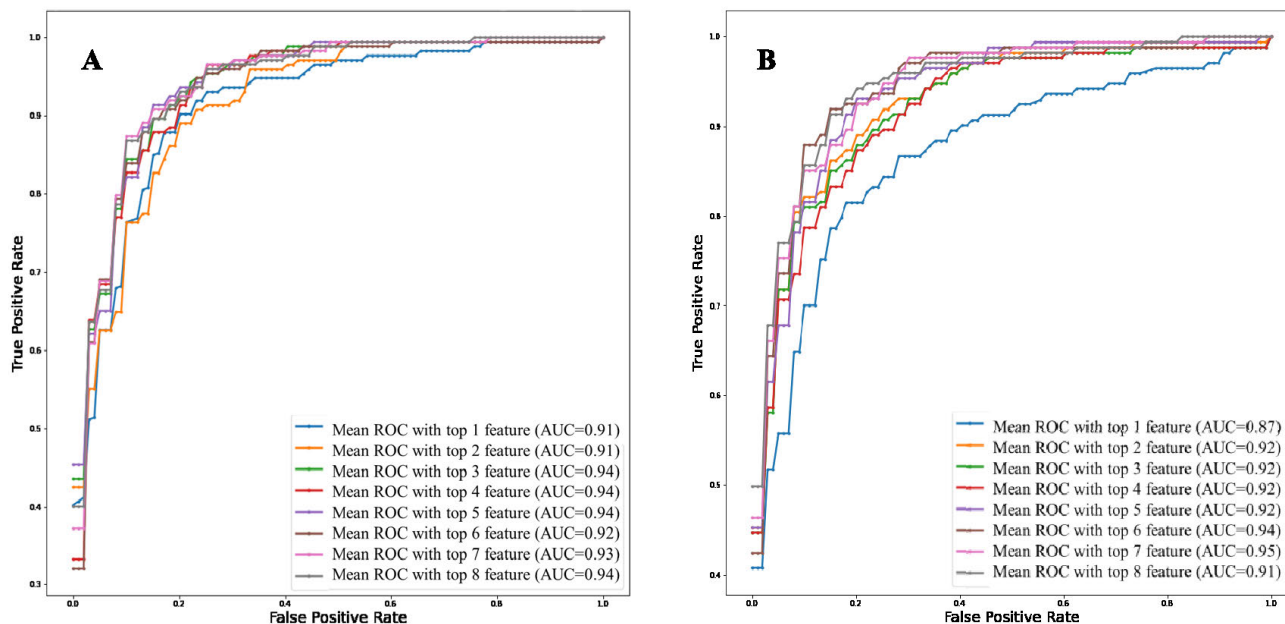 A
1.0
0.9
0.8
0.7
0.6
0.5
0.4
0.3
True Positive Rate
0.0
0.2
0.4
0.6
0.8
1.0
False Positive Rate
Mean ROC with top 1 feature (AUC=0.91)
Mean ROC with top 2 feature (AUC=0.91)
Mean ROC with top 3 feature (AUC=0.94)
Mean ROC with top 4 feature (AUC=0.94)
Mean ROC with top 5 feature (AUC=0.94)
Mean ROC with top 6 feature (AUC=0.92)
Mean ROC with top 7 feature (AUC=0.93)
Mean ROC with top 8 feature (AUC=0.94)
B
1.0
0.9
0.8
0.7
0.6
0.5
0.4
True Positive Rate
0.0
0.2
0.4
0.6
0.8
1.0
False Positive Rate
Mean ROC with top 1 feature (AUC=0.87)
Mean ROC with top 2 feature (AUC=0.92)
Mean ROC with top 3 feature (AUC=0.92)
Mean ROC with top 4 feature (AUC=0.92)
Mean ROC with top 5 feature (AUC=0.92)
Mean ROC with top 6 feature (AUC=0.94)
Mean ROC with top 7 feature (AUC=0.95)
Mean ROC with top 8 feature (AUC=0.91)